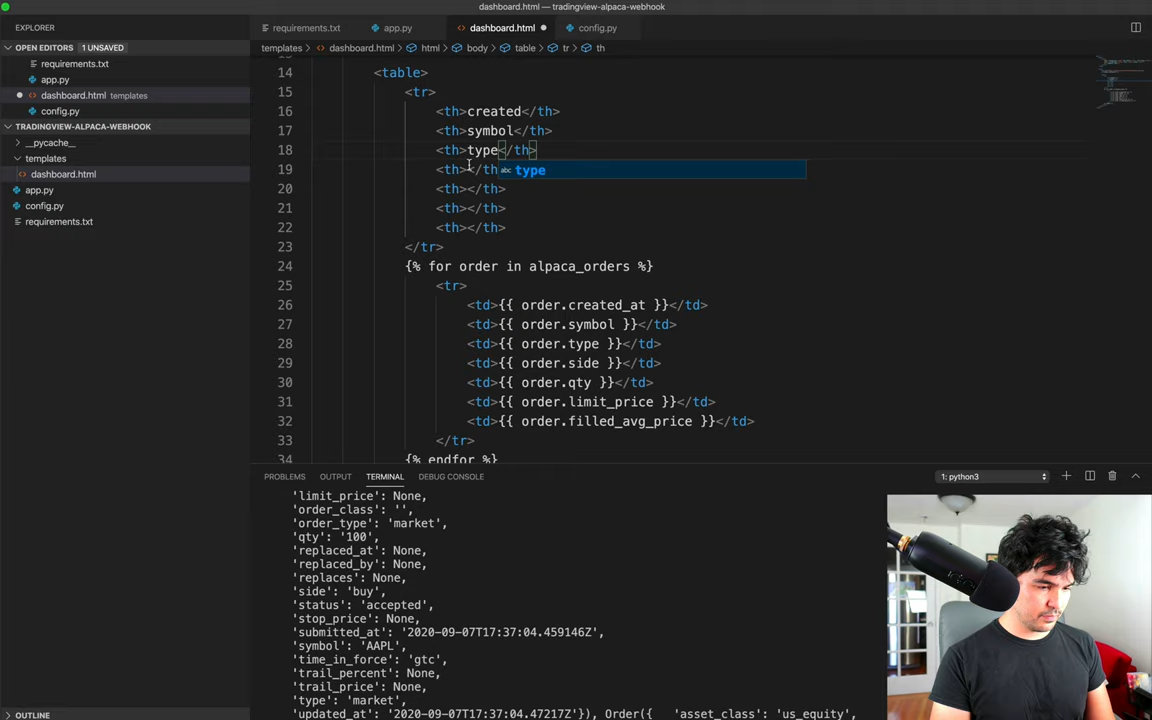 dashboard.html — tradingview-alpaca-webhook
EXPLORER
requirements.txt
app.py
dashboard.html
config.py
OPEN EDITORS 1 UNSAVED
requirements.txt
app.py
dashboard.html templates
config.py
TRADINGVIEW-ALPACA-WEBHOOK
__pycache__
templates
dashboard.html
app.py
config.py
requirements.txt
OUTLINE
templates > dashboard.html > html > body > table > tr > th
14 <table>
15 <tr>
16 <th>created</th>
17 <th>symbol</th>
18 <th>type</th>
19 <th></th
abc type
20 <th></th>
21 <th></th>
22 <th></th>
23 </tr>
24 {% for order in alpaca_orders %}
25 <tr>
26 <td>{{ order.created_at }}</td>
27 <td>{{ order.symbol }}</td>
28 <td>{{ order.type }}</td>
29 <td>{{ order.side }}</td>
30 <td>{{ order.qty }}</td>
31 <td>{{ order.limit_price }}</td>
32 <td>{{ order.filled_avg_price }}</td>
33 </tr>
34 {% endfor %}
PROBLEMS OUTPUT TERMINAL DEBUG CONSOLE
1: python3
'limit_price': None,
'order_class': '',
'order_type': 'market',
'qty': '100',
'replaced_at': None,
'replaced_by': None,
'replaces': None,
'side': 'buy',
'status': 'accepted',
'stop_price': None,
'submitted_at': '2020-09-07T17:37:04.459146Z',
'symbol': 'AAPL',
'time_in_force': 'gtc',
'trail_percent': None,
'trail_price': None,
'type': 'market',
'updated_at': '2020-09-07T17:37:04.47217Z'}), Order({ 'asset_class': 'us_equity',